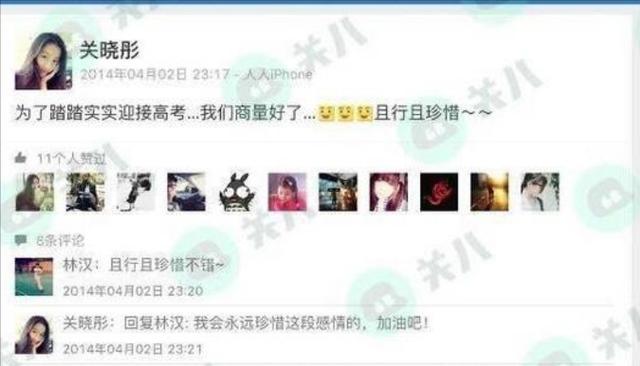 关晓彤
2014年04月02日 23:17 - 人人iPhone
为了踏踏实实迎接高考...我们商量好了...且行且珍惜～～
11个人赞过
6条评论
林汉：且行且珍惜不错~
2014年04月02日 23:20
关晓彤：回复林汉: 我会永远珍惜这段感情的，加油吧！
2014年04月02日 23:21
关八
关八
关八
关八
关八